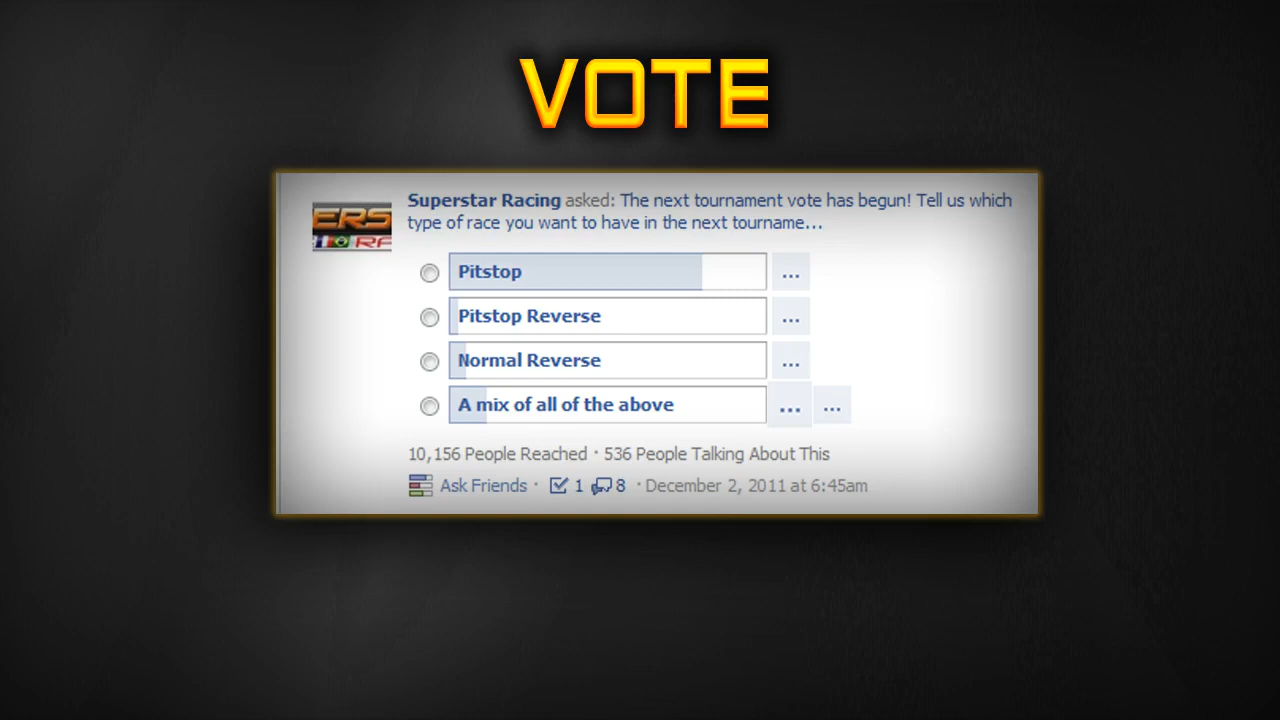 VOTE
Superstar Racing asked: The next tournament vote has begun! Tell us which
type of race you want to have in the next tourname...
ERS
RF
Pitstop ...
Pitstop Reverse ...
Normal Reverse ...
A mix of all of the above ... ...
10,156 People Reached · 536 People Talking About This
Ask Friends · 1 8 · December 2, 2011 at 6:45am